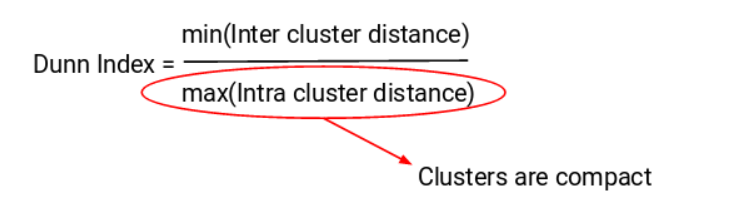 min(Inter cluster distance)
Dunn Index =
max(Intra cluster distance)
Clusters are compact